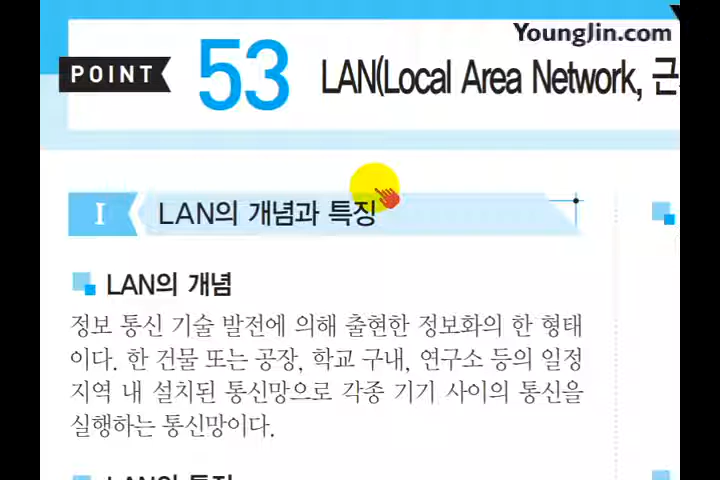 YoungJin.com
POINT 53 LAN(Local Area Network, 근
I LAN의 개념과 특징
LAN의 개념
정보 통신 기술 발전에 의해 출현한 정보화의 한 형태
이다. 한 건물 또는 공장, 학교 구내, 연구소 등의 일정
지역 내 설치된 통신망으로 각종 기기 사이의 통신을
실행하는 통신망이다.